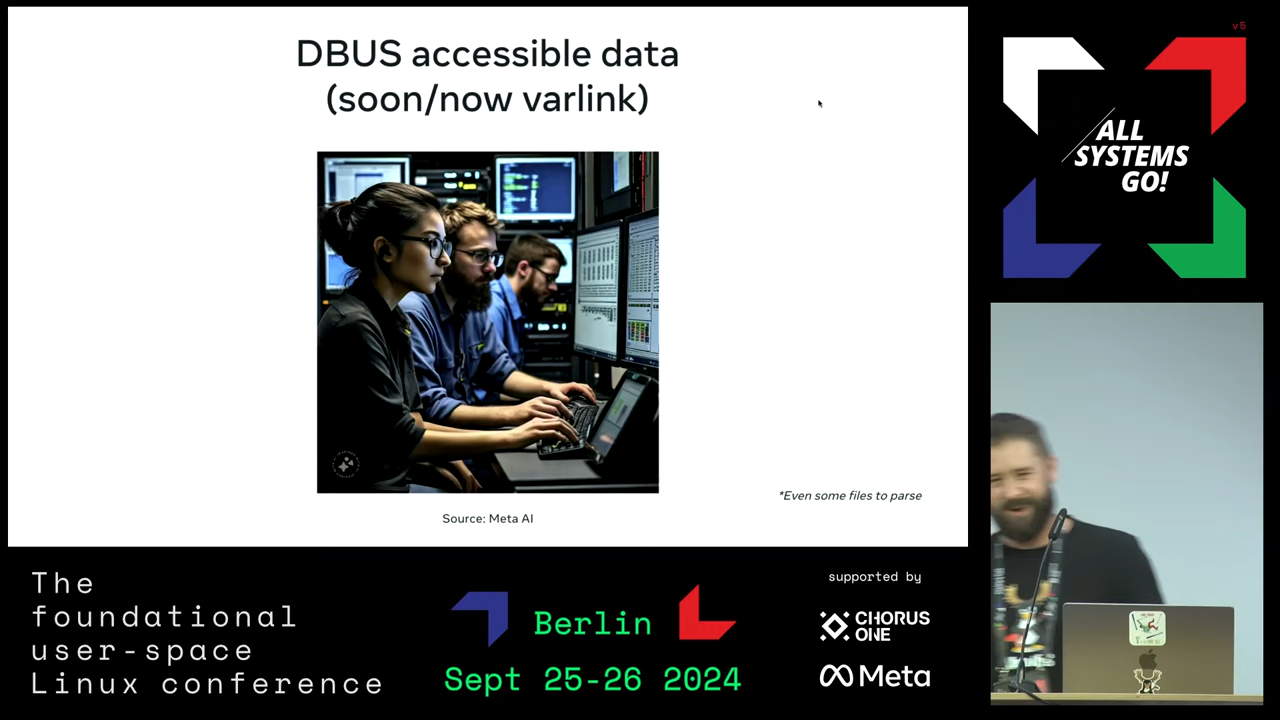 DBUS accessible data
(soon/now varlink)
*Even some files to parse
Source: Meta AI
v5
ALL
SYSTEMS
GO!
The
foundational
user-space
Linux conference
Berlin
Sept 25-26 2024
supported by
CHORUS
ONE
Meta